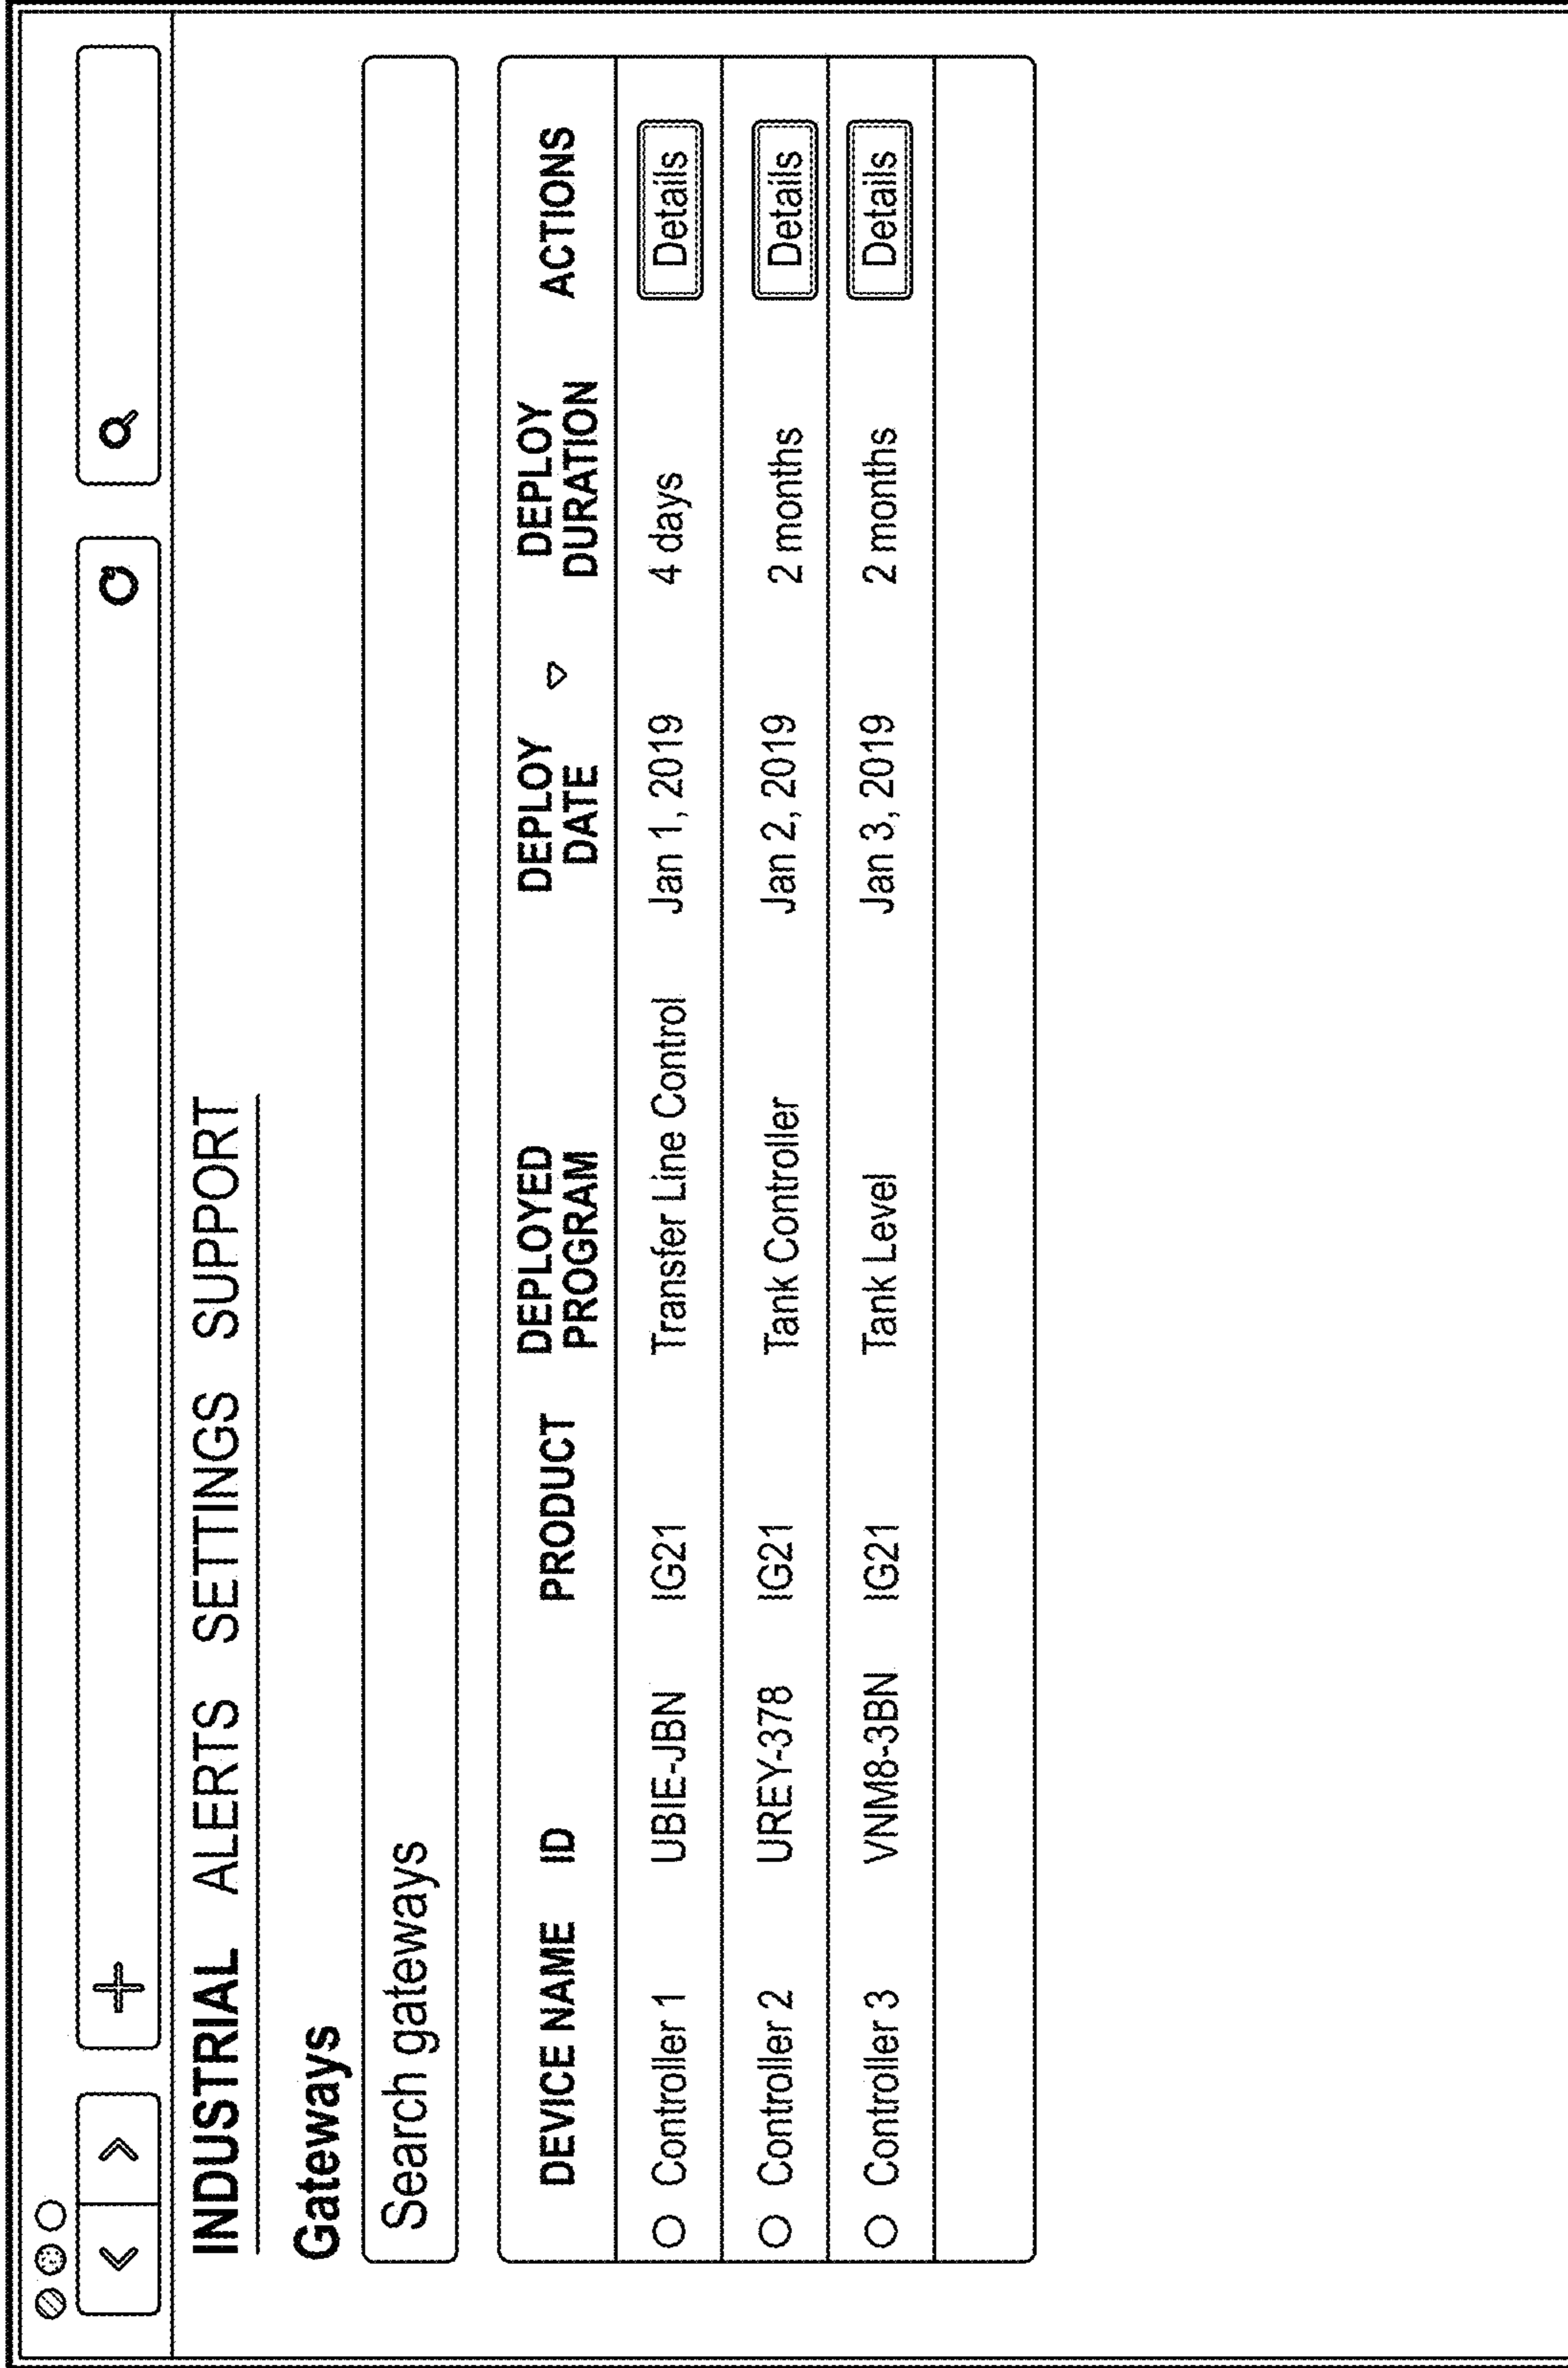 INDUSTRIAL ALERTS SETTINGS SUPPORT
Gateways
Search gateways
DEVICE NAME ID PRODUCT DEPLOYED PROGRAM DEPLOY DATE DEPLOY DURATION ACTIONS
Controller 1 UBIE-JBN IG21 Transfer Line Control Jan 1, 2019 4 days Details
Controller 2 UREY-378 IG21 Tank Controller Jan 2, 2019 2 months Details
Controller 3 VNM8-3BN IG21 Tank Level Jan 3, 2019 2 months Details